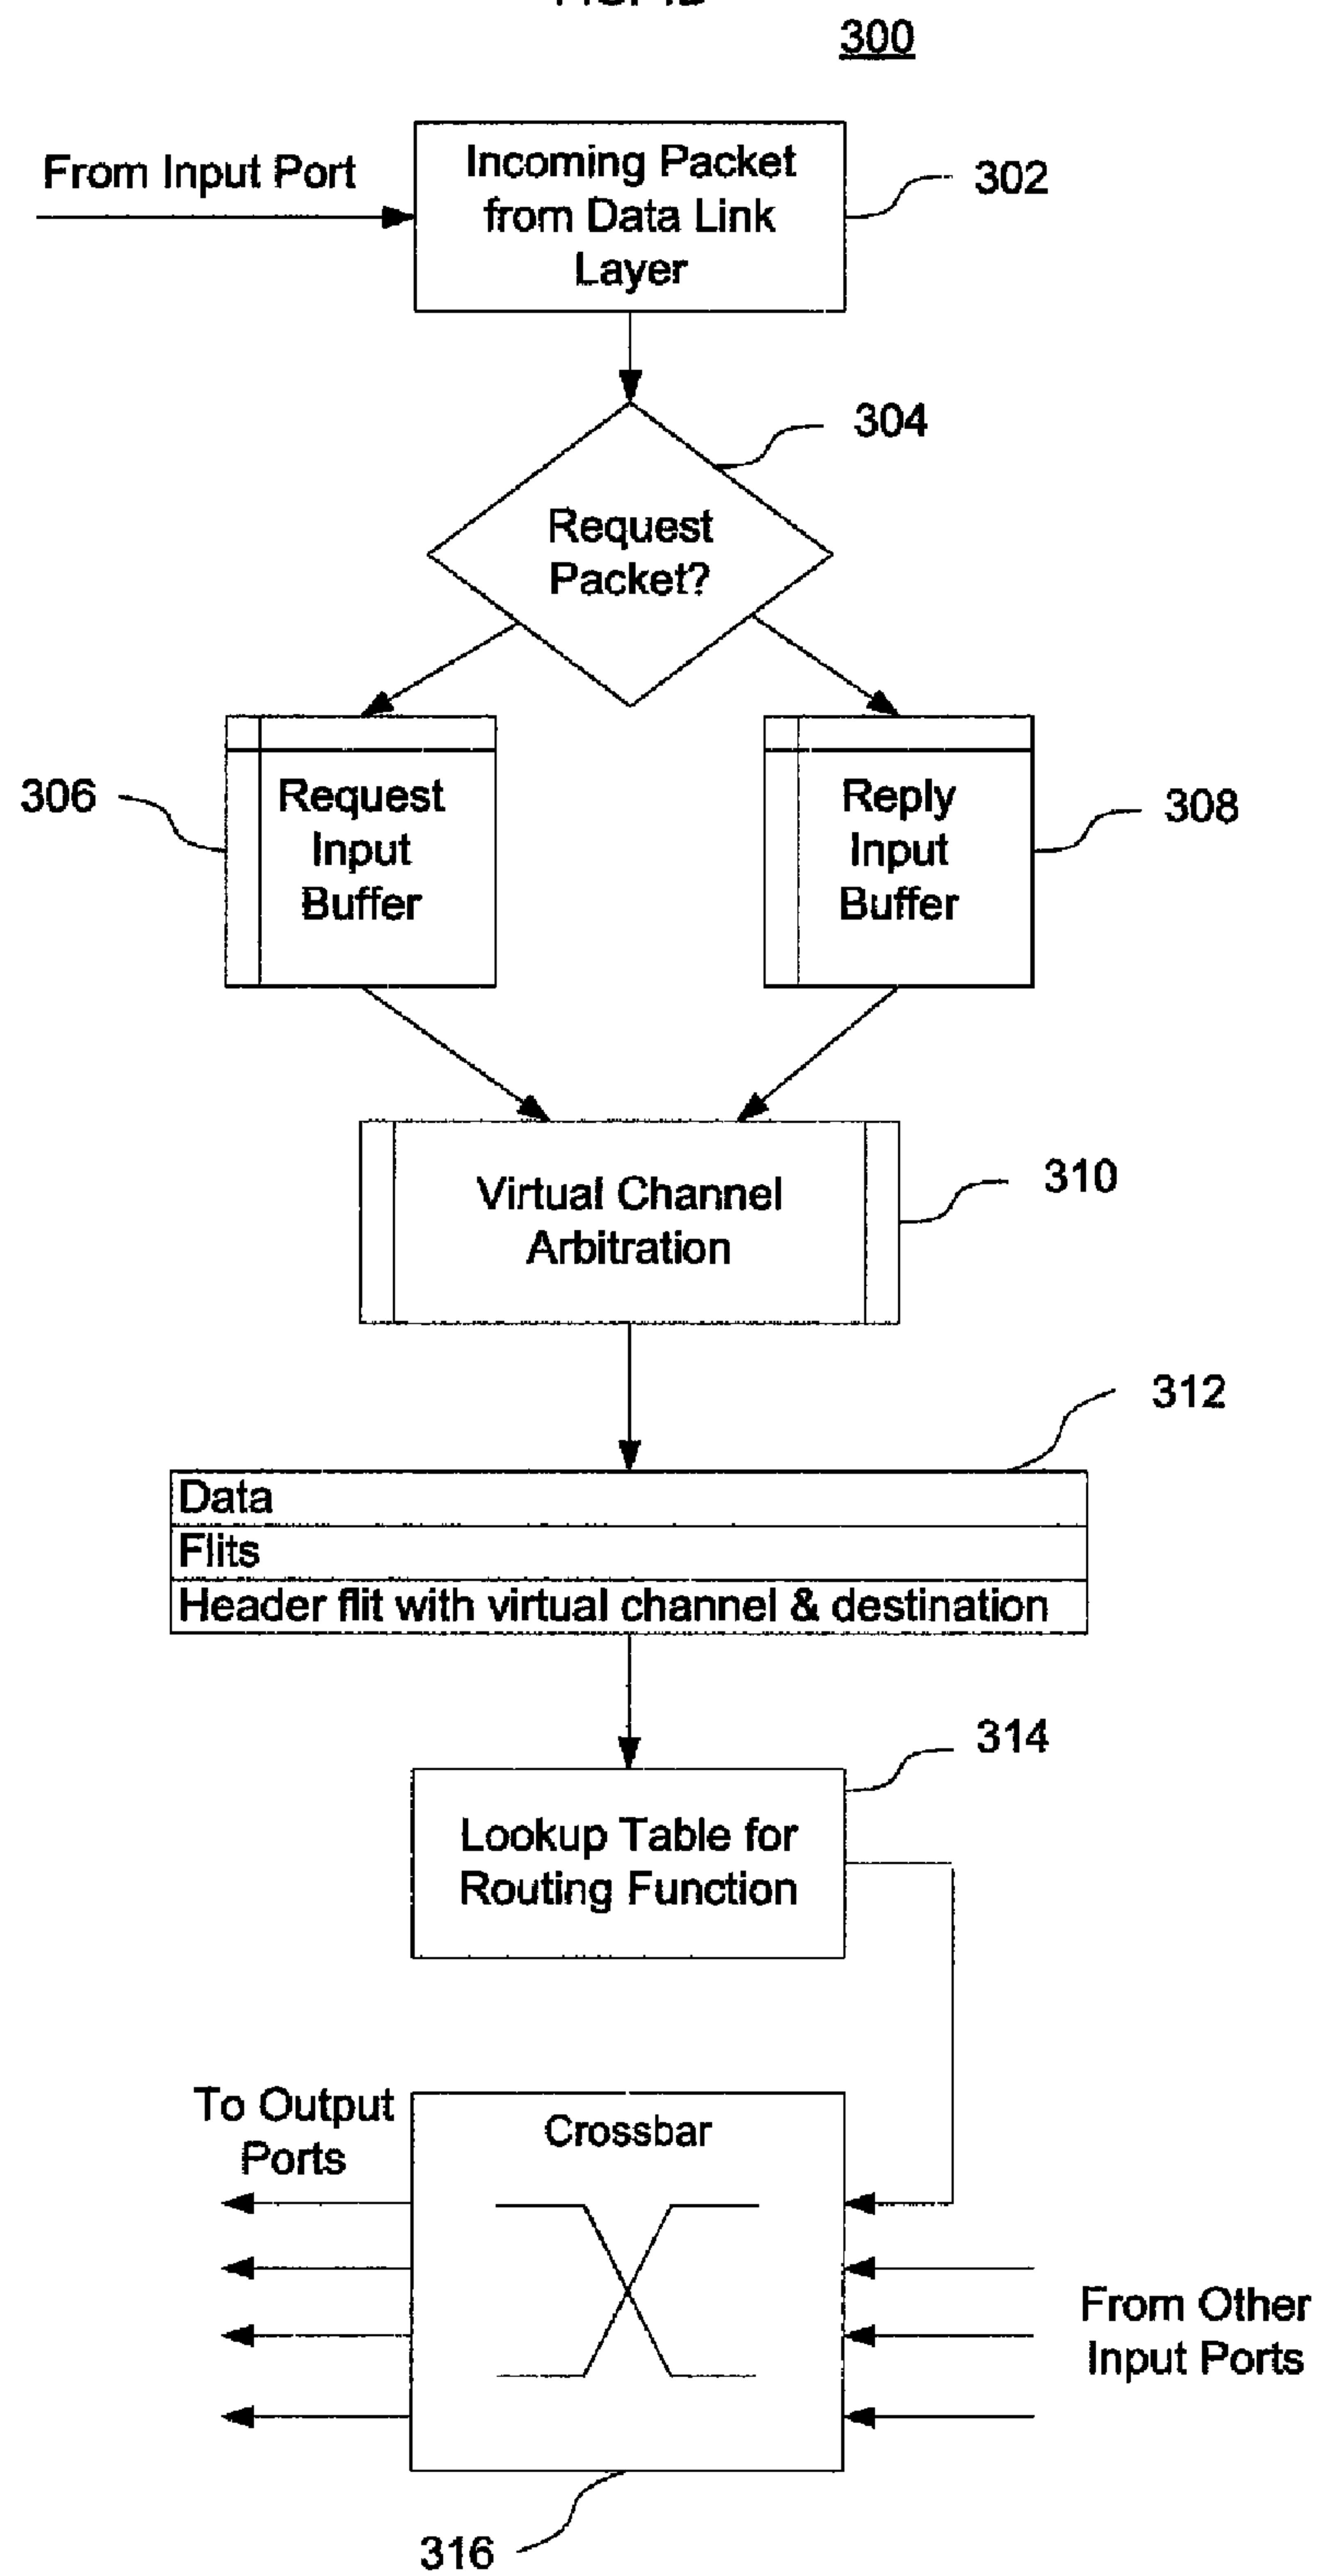 300
From Input Port
Incoming Packet
from Data Link
Layer
302
304
Request
Packet?
306
Request
Input
Buffer
Reply
Input
Buffer
308
Virtual Channel
Arbitration
310
312
Data
Flits
Header flit with virtual channel & destination
314
Lookup Table for
Routing Function
To Output
Ports
Crossbar
From Other
Input Ports
316